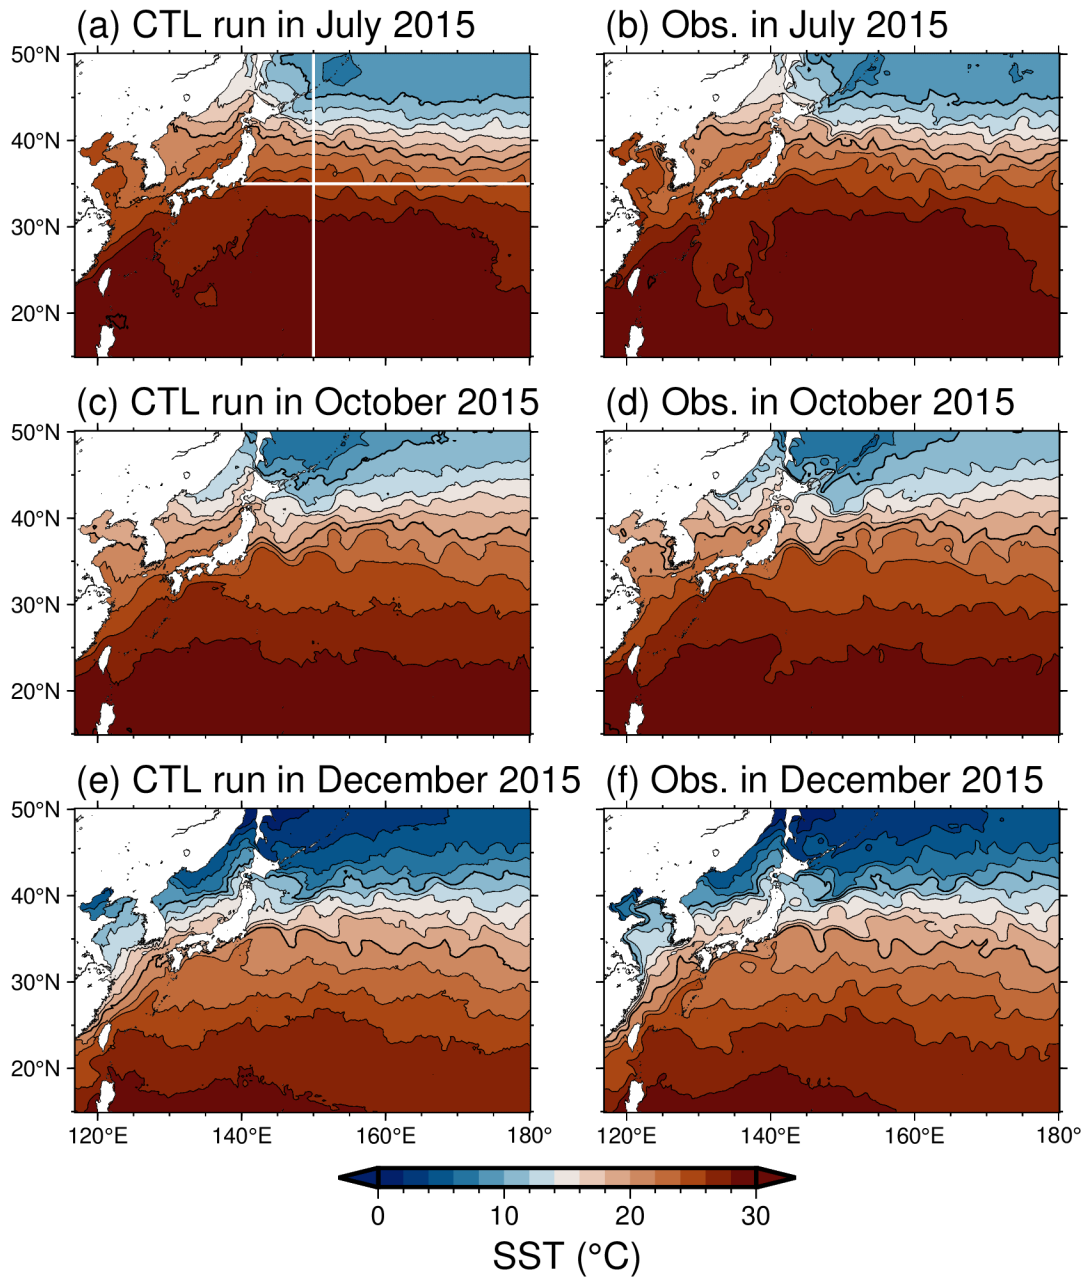 (a) CTL run in July 2015
(b) Obs. in July 2015
50°N
40°N
30°N
20°N
(c) CTL run in October 2015
(d) Obs. in October 2015
50°N
40°N
30°N
20°N
(e) CTL run in December 2015
(f) Obs. in December 2015
50°N
40°N
30°N
20°N
120°E 140°E 160°E 180°
120°E 140°E 160°E 180°
0 10 20 30
SST (°C)